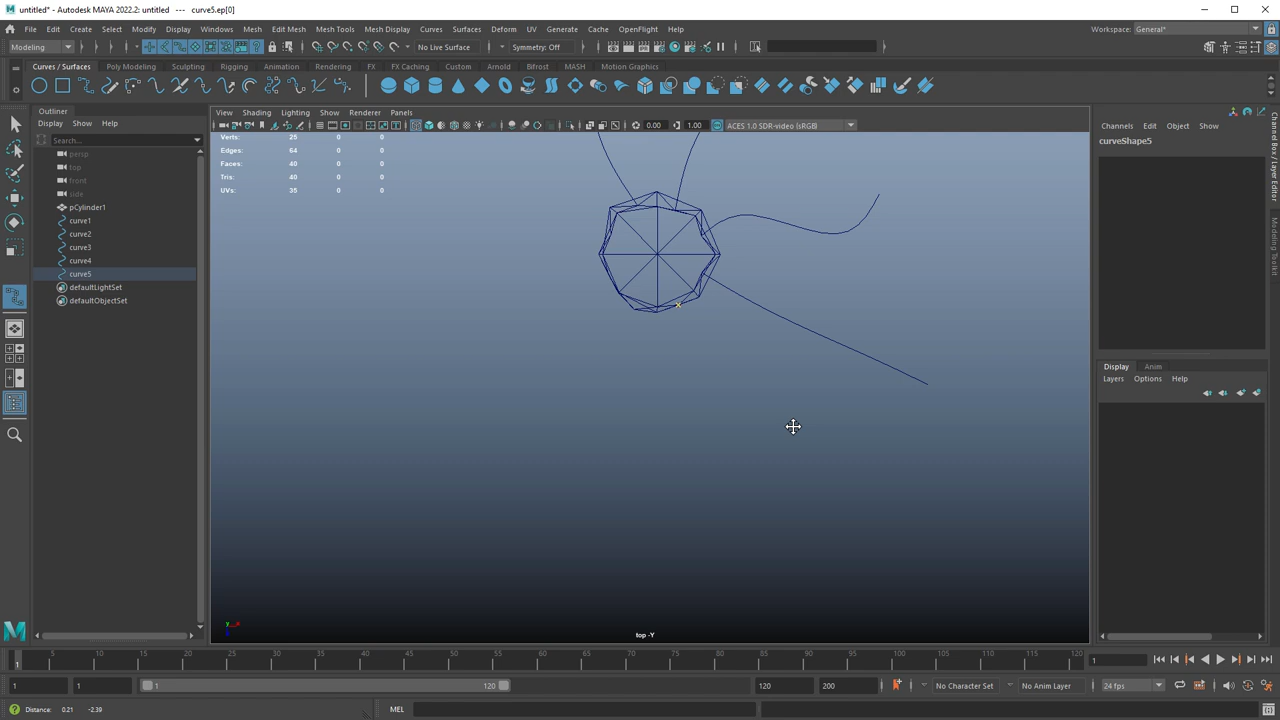 untitled* - Autodesk MAYA 2022.2: untitled --- curve5.ep[0]
File Edit Create Select Modify Display Windows Mesh Edit Mesh Mesh Tools Mesh Display Curves Surfaces Deform UV Generate Cache OpenFlight Help
Workspace: General*
Modeling
No Live Surface
Symmetry: Off
Curves / Surfaces Poly Modeling Sculpting Rigging Animation Rendering FX FX Caching Custom Arnold Bifrost MASH Motion Graphics
Outliner
Display Show Help
Search...
persp
top
front
side
pCylinder1
curve1
curve2
curve3
curve4
curve5
defaultLightSet
defaultObjectSet
View Shading Lighting Show Renderer Panels
0.00
1.00
ACES 1.0 SDR-video (sRGB)
Verts: 25 0 0
Edges: 64 0 0
Faces: 40 0 0
Tris: 40 0 0
UVs: 35 0 0
top -Y
Channels Edit Object Show
curveShape5
Display Anim
Layers Options Help
Channel Box / Layer Editor
Modeling Toolkit
5 10 15 20 25 30 35 40 45 50 55 60 65 70 75 80 85 90 95 100 105 110 115 120
1
1
1
1
1
120
120
200
No Character Set
No Anim Layer
24 fps
Distance: 0.21 -2.39
MEL